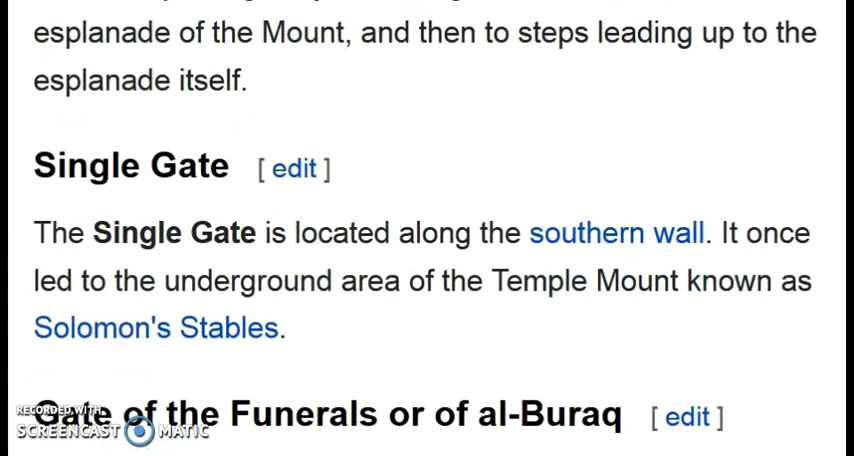 esplanade of the Mount, and then to steps leading up to the
esplanade itself.
Single Gate [ edit ]
The Single Gate is located along the southern wall. It once
led to the underground area of the Temple Mount known as
Solomon's Stables.
Gate of the Funerals or of al-Buraq [ edit ]
RECORDED WITH
SCREENCAST MATIC